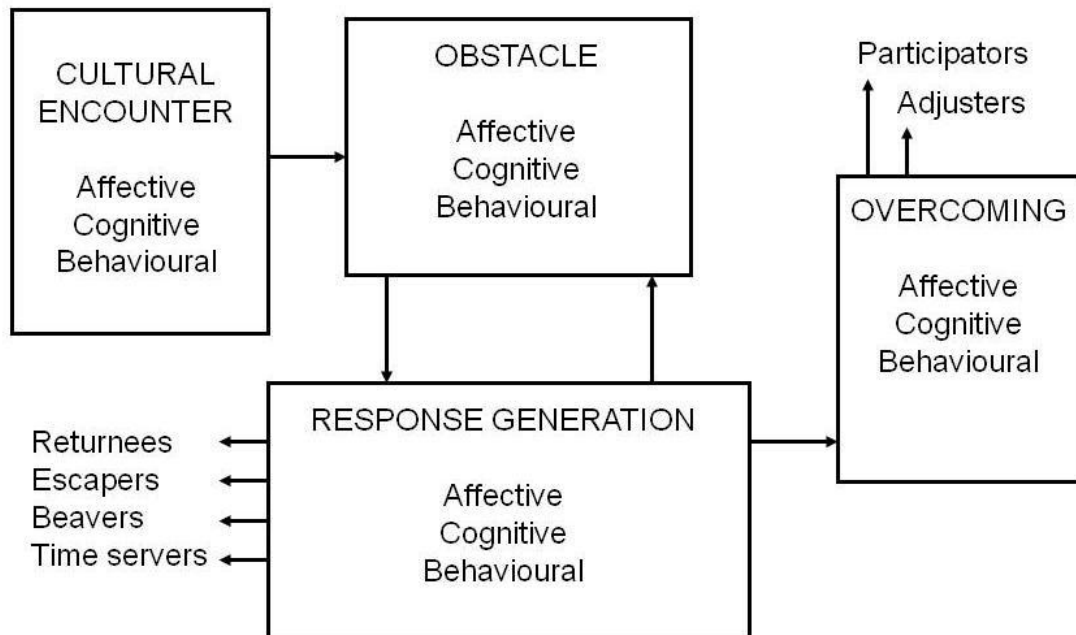 CULTURAL
ENCOUNTER
Affective
Cognitive
Behavioural
OBSTACLE
Affective
Cognitive
Behavioural
Participators
Adjusters
OVERCOMING
Affective
Cognitive
Behavioural
RESPONSE GENERATION
Affective
Cognitive
Behavioural
Returnees
Escapers
Beavers
Time servers